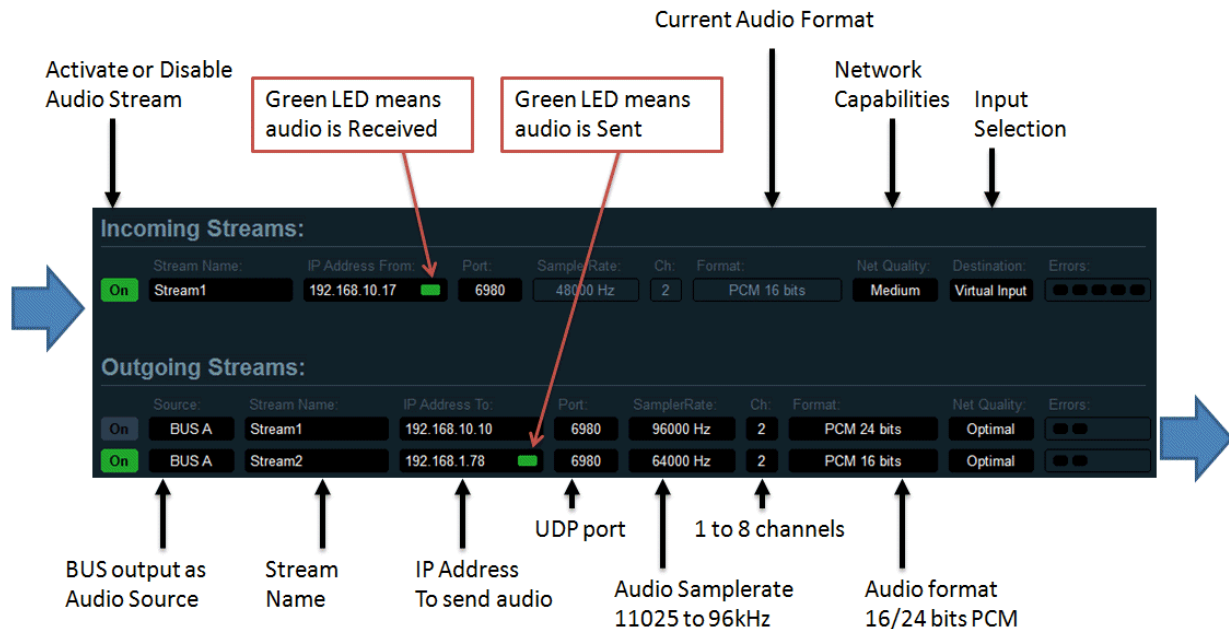 Current Audio Format
Activate or Disable
Audio Stream
Green LED means
audio is Received
Green LED means
audio is Sent
Network
Capabilities
Input
Selection
Incoming Streams:
Stream Name: IP Address From: Port: SampleRate: Ch: Format: Net Quality: Destination: Errors:
On Stream1 192.168.10.17 6980 48000 Hz 2 PCM 16 bits Medium Virtual Input
Outgoing Streams:
Source: Stream Name: IP Address To: Port: SamplerRate: Ch: Format: Net Quality: Errors:
On BUS A Stream1 192.168.10.10 6980 96000 Hz 2 PCM 24 bits Optimal
On BUS A Stream2 192.168.1.78 6980 64000 Hz 2 PCM 16 bits Optimal
UDP port
1 to 8 channels
BUS output as
Audio Source
Stream
Name
IP Address
To send audio
Audio Samplerate
11025 to 96kHz
Audio format
16/24 bits PCM